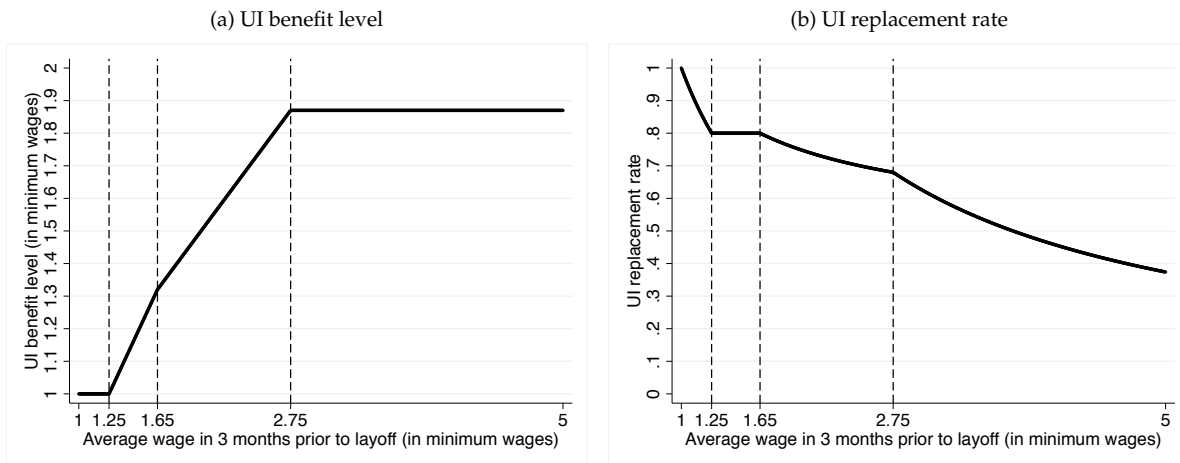 (a) UI benefit level
UI benefit level (in minimum wages)
2
1.9
1.8
1.7
1.6
1.5
1.4
1.3
1.2
1.1
1
1 1.25 1.65 2.75 5
Average wage in 3 months prior to layoff (in minimum wages)
(b) UI replacement rate
UI replacement rate
1
.9
.8
.7
.6
.5
.4
.3
.2
.1
0
1 1.25 1.65 2.75 5
Average wage in 3 months prior to layoff (in minimum wages)